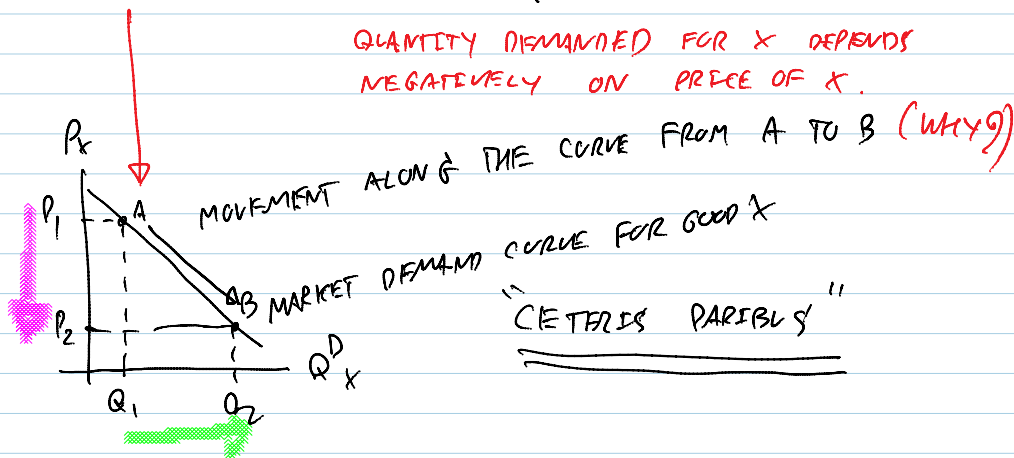 QUANTITY DEMANDED FOR X DEPENDS
NEGATIVELY ON PRICE OF X.
MOVEMENT ALONG THE CURVE FROM A TO B (WHY?)
Pₓ
P₁
A
MARKET DEMAND CURVE FOR GOOD X
B
"CETERIS PARIBUS"
P₂
Qᴰₓ
Q₁
Q₂